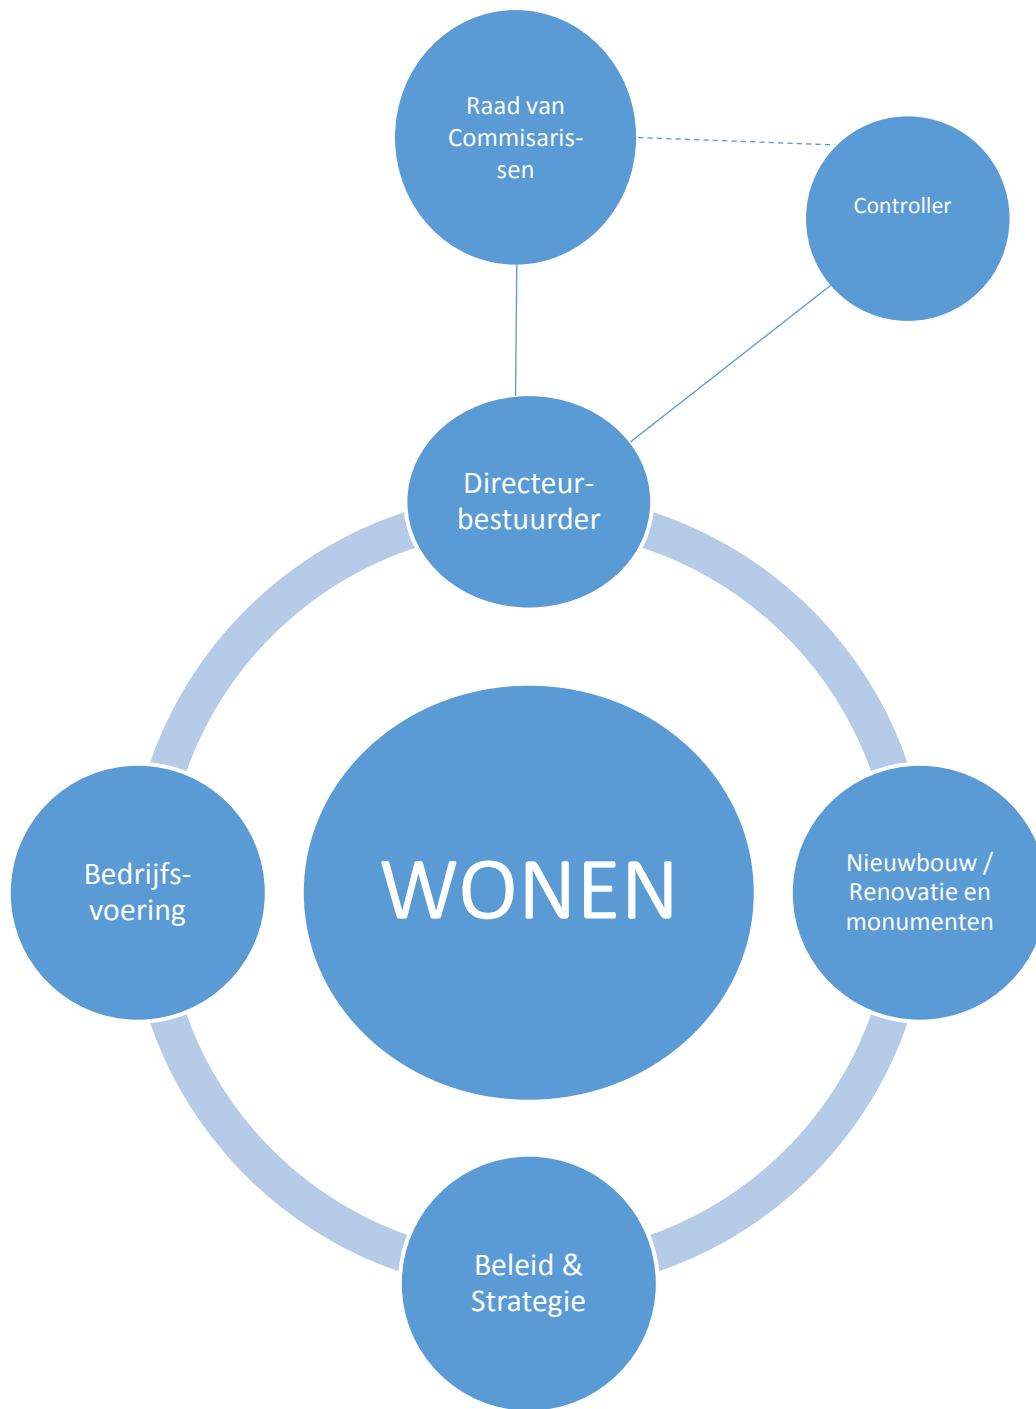 Raad van
Commisaris-
sen
Controller
Directeur-
bestuurder
WONEN
Bedrijfs-
voering
Nieuwbouw /
Renovatie en
monumenten
Beleid &
Strategie